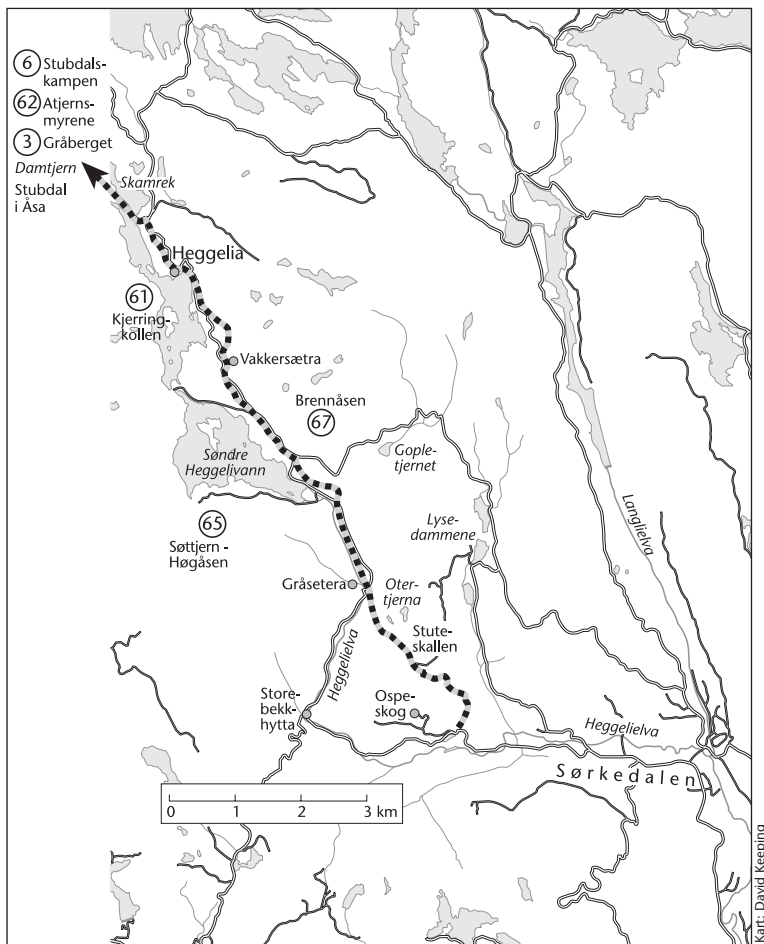 6 Stubdals-
kampen
62 Atjerns-
myrene
3 Gråberget
Damtjern
Stubdal
i Åsa
Skamrek
Heggelia
61
Kjerring-
kollen
Vakkersætra
Brennåsen
67
Søndre
Heggelivann
Gople-
tjernet
65
Søttjern -
Høgåsen
Lyse-
dammene
Langlielva
Gråsetera
Oter-
tjerna
Stute-
skallen
Heggelielva
Store-
bekk-
hytta
Ospe-
skog
Heggelielva
Sørkedalen
0 1 2 3 km
Kart: David Keeping